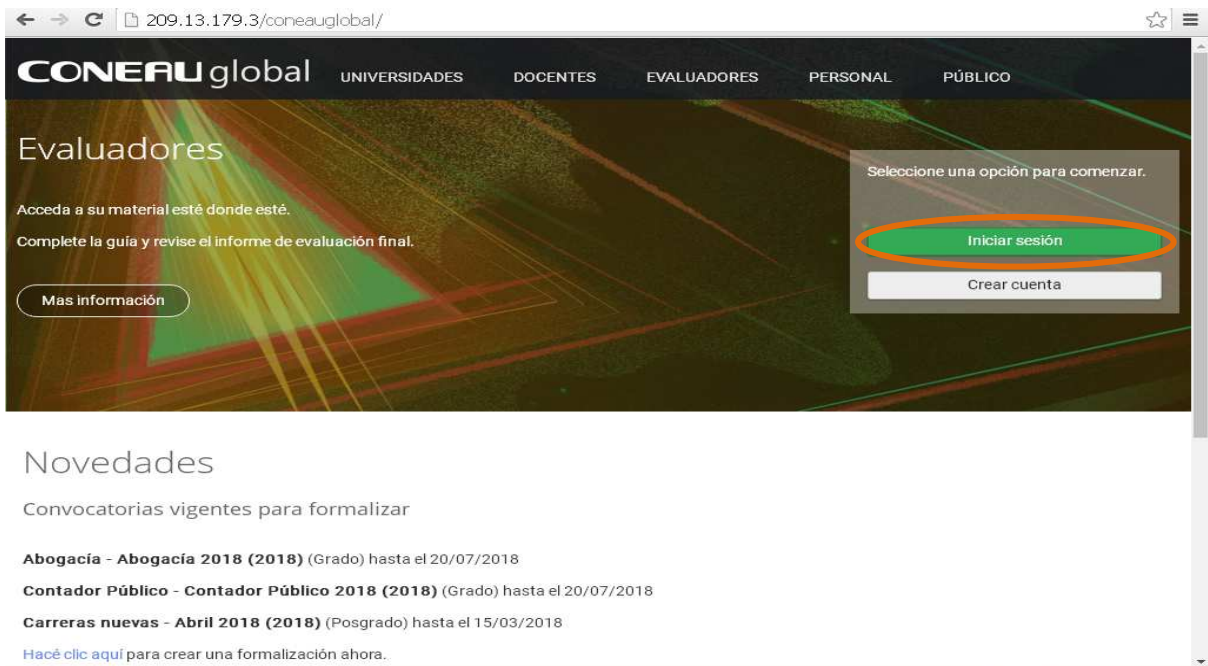 209.13.179.3/coneauglobal/
CONEAU global UNIVERSIDADES DOCENTES EVALUADORES PERSONAL PÚBLICO
Evaluadores
Acceda a su material esté donde esté.
Complete la guía y revise el informe de evaluación final.
Mas información
Seleccione una opción para comenzar.
Iniciar sesión
Crear cuenta
Novedades
Convocatorias vigentes para formalizar
Abogacía - Abogacía 2018 (2018) (Grado) hasta el 20/07/2018
Contador Público - Contador Público 2018 (2018) (Grado) hasta el 20/07/2018
Carreras nuevas - Abril 2018 (2018) (Posgrado) hasta el 15/03/2018
Hacé clic aquí para crear una formalización ahora.